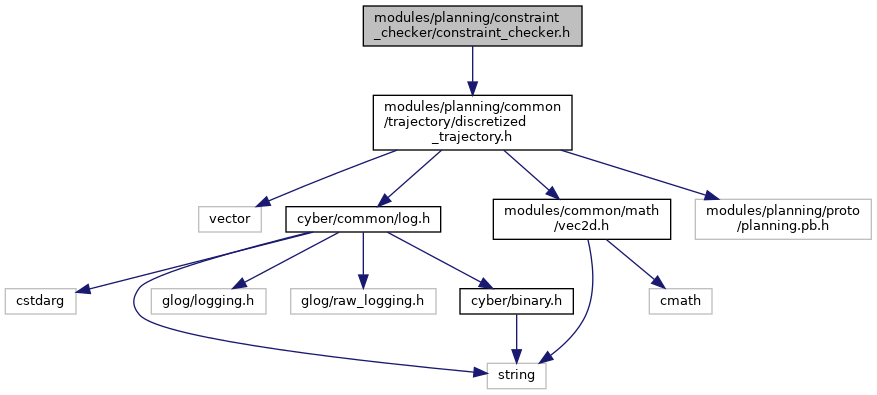 modules/planning/constraint
_checker/constraint_checker.h
modules/planning/common
/trajectory/discretized
_trajectory.h
vector
cyber/common/log.h
modules/common/math
/vec2d.h
modules/planning/proto
/planning.pb.h
cstdarg
glog/logging.h
glog/raw_logging.h
cyber/binary.h
cmath
string